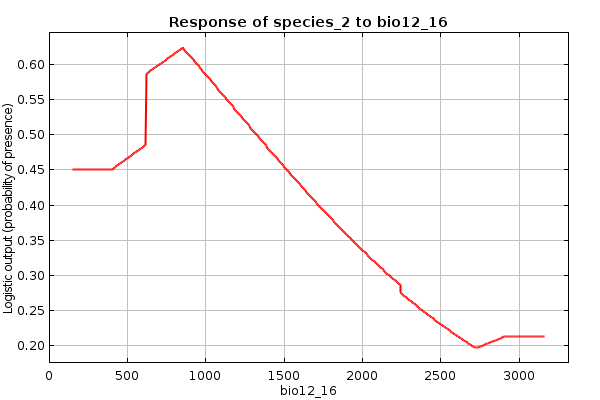 Response of species_2 to bio12_16
Logistic output (probability of presence)
0.60
0.55
0.50
0.45
0.40
0.35
0.30
0.25
0.20
0 500 1000 1500 2000 2500 3000
bio12_16